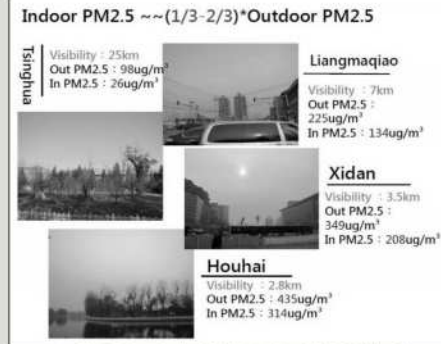 Indoor PM2.5 ~~(1/3-2/3)*Outdoor PM2.5
Tsinghua
Visibility : 25km
Out PM2.5 : 98ug/m³
In PM2.5 : 26ug/m³
Liangmaqiao
Visibility : 7km
Out PM2.5 :
225ug/m³
In PM2.5 : 134ug/m³
Xidan
Visibility : 3.5km
Out PM2.5 :
349ug/m³
In PM2.5 : 208ug/m³
Houhai
Visibility : 2.8km
Out PM2.5 : 435ug/m³
In PM2.5 : 314ug/m³